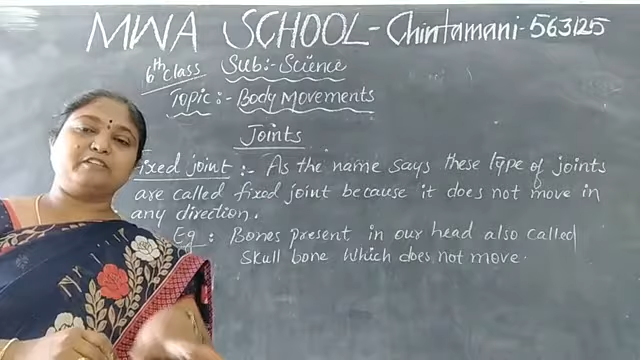 MWA SCHOOL - Chintamani - 563125
6th class Sub:- Science
Topic:- Body Movements
Joints
Fixed joint:- As the name says these type of joints
are called fixed joint because it does not move in
any direction.
Eg: Bones present in our head also called
skull bone which does not move.